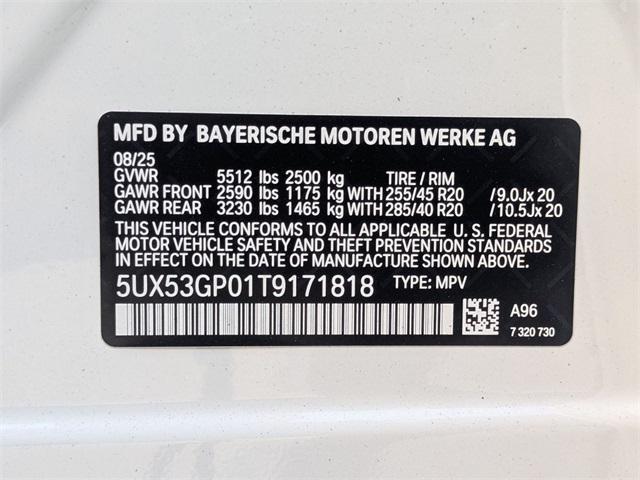 MFD BY BAYERISCHE MOTOREN WERKE AG
08/25
GVWR 5512 lbs 2500 kg TIRE / RIM
GAWR FRONT 2590 lbs 1175 kg WITH 255/45 R20 /9.0Jx 20
GAWR REAR 3230 lbs 1465 kg WITH 285/40 R20 /10.5Jx 20
THIS VEHICLE CONFORMS TO ALL APPLICABLE U. S. FEDERAL
MOTOR VEHICLE SAFETY AND THEFT PREVENTION STANDARDS
IN EFFECT ON THE DATE OF MANUFACTURE SHOWN ABOVE.
5UX53GP01T9171818 TYPE: MPV
A96
7 320 730